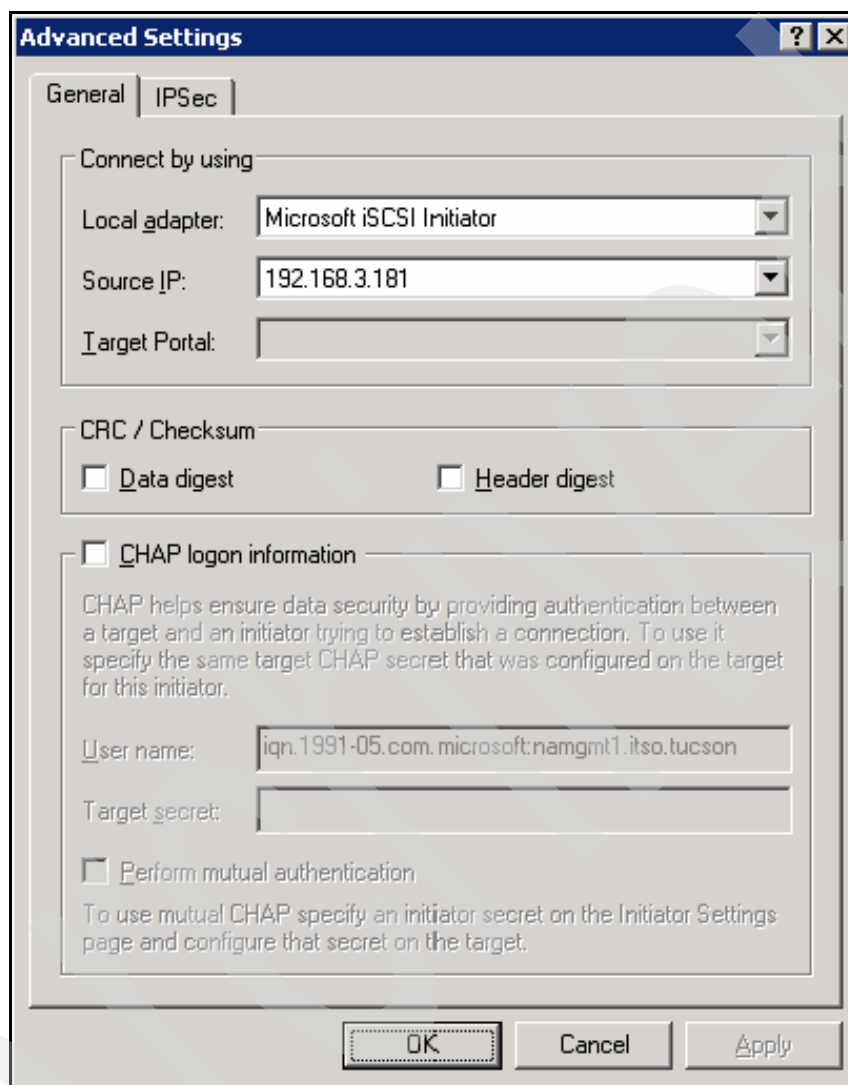 Advanced Settings
General
IPSec
Connect by using
Local adapter:
Microsoft iSCSI Initiator
Source IP:
192.168.3.181
Target Portal:
CRC / Checksum
Data digest
Header digest
CHAP logon information
CHAP helps ensure data security by providing authentication between
a target and an initiator trying to establish a connection. To use it
specify the same target CHAP secret that was configured on the target
for this initiator.
User name:
iqn.1991-05.com.microsoft:namgmt1.itso.tucson
Target secret:
Perform mutual authentication
To use mutual CHAP specify an initiator secret on the Initiator Settings
page and configure that secret on the target.
OK
Cancel
Apply